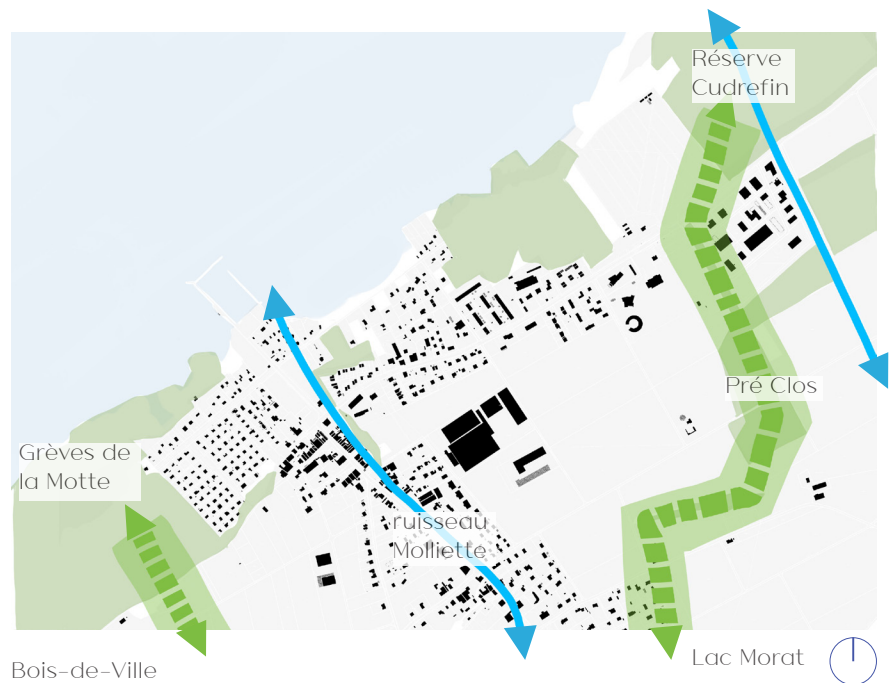 Réserve
Cudrefin
Pré Clos
Grèves de
la Motte
ruisseau
Molliette
Lac Morat
Bois-de-Ville